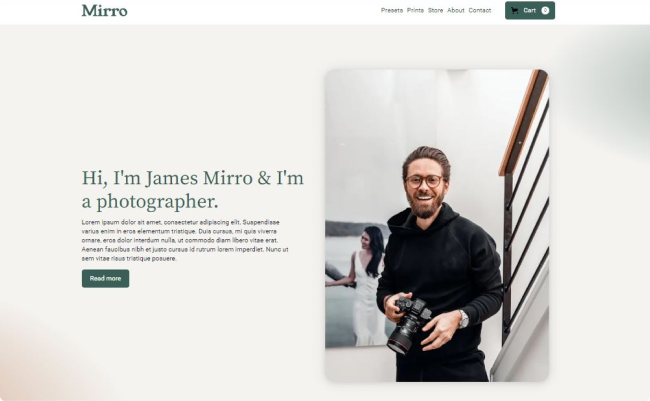 Mirro
Presets Prints Store About Contact
Cart 0
Hi, I'm James Mirro & I'm
a photographer.
Lorem ipsum dolor sit amet, consectetur adipiscing elit. Suspendisse
varius enim in eros elementum tristique. Duis cursus, mi quis viverra
ornare, eros dolor interdum nulla, ut commodo diam libero vitae erat.
Aenean faucibus nibh et justo cursus id rutrum lorem imperdiet. Nunc ut
sem vitae risus tristique posuere.
Read more